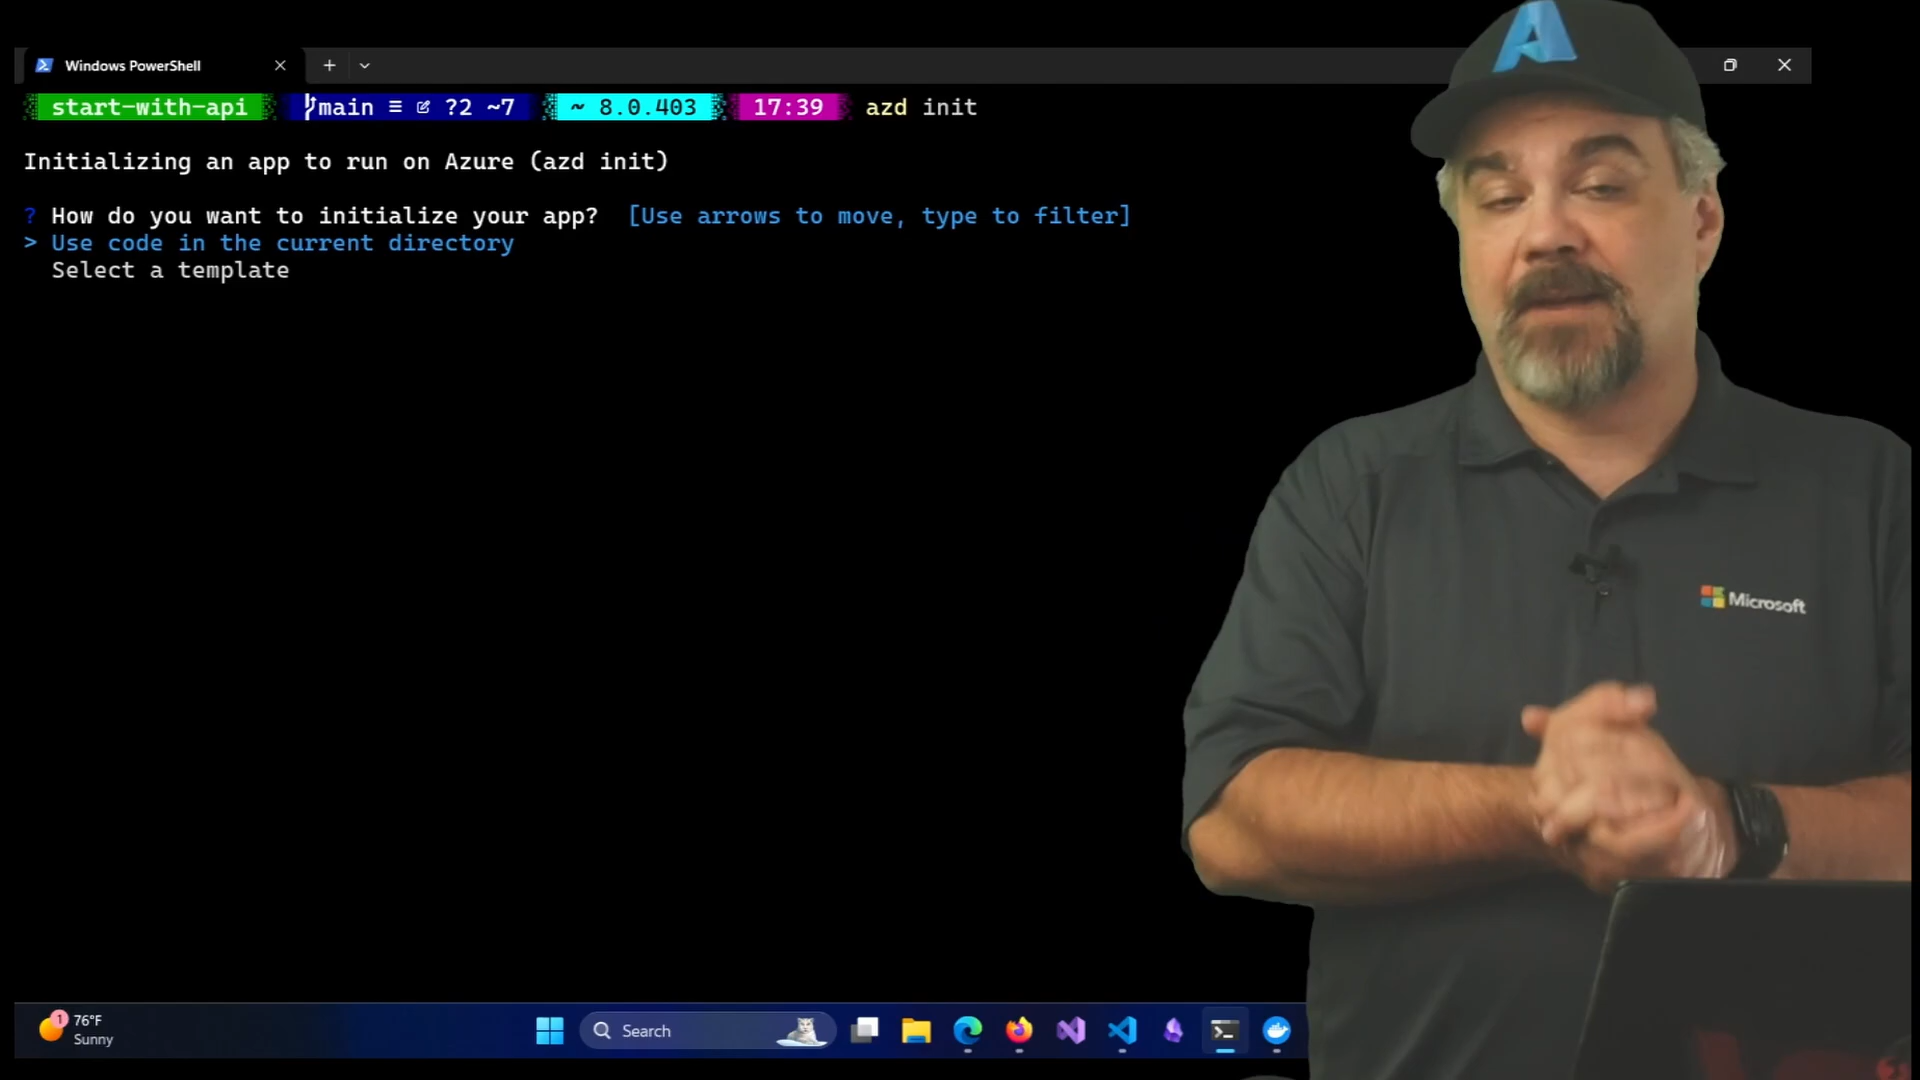 Windows PowerShell
start-with-api main ≡ ?2 ~7 ~ 8.0.403 17:39 azd init
Initializing an app to run on Azure (azd init)
? How do you want to initialize your app? [Use arrows to move, type to filter]
> Use code in the current directory
Select a template
Microsoft
1
76°F
Sunny
Search